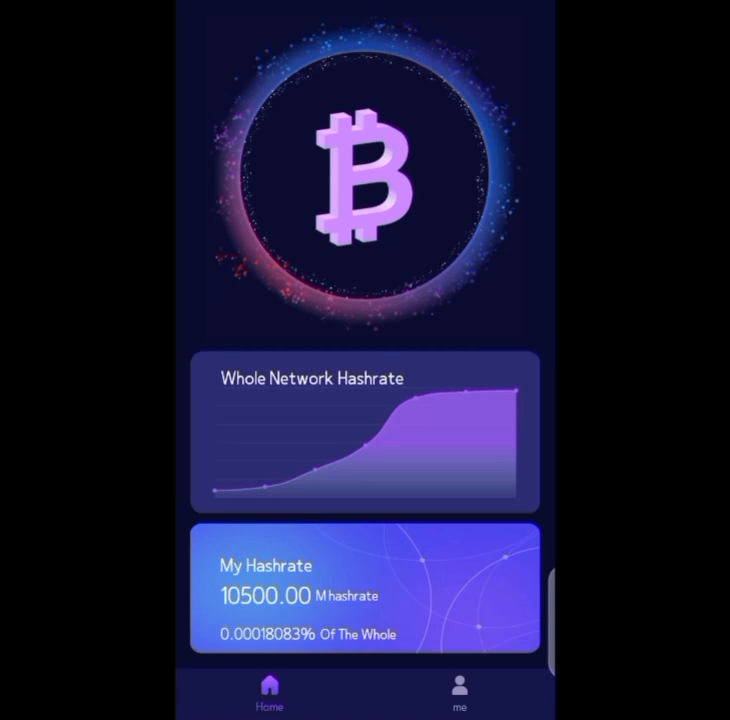 Whole Network Hashrate
My Hashrate
10500.00 M hashrate
0.00018083% Of The Whole
Home
me